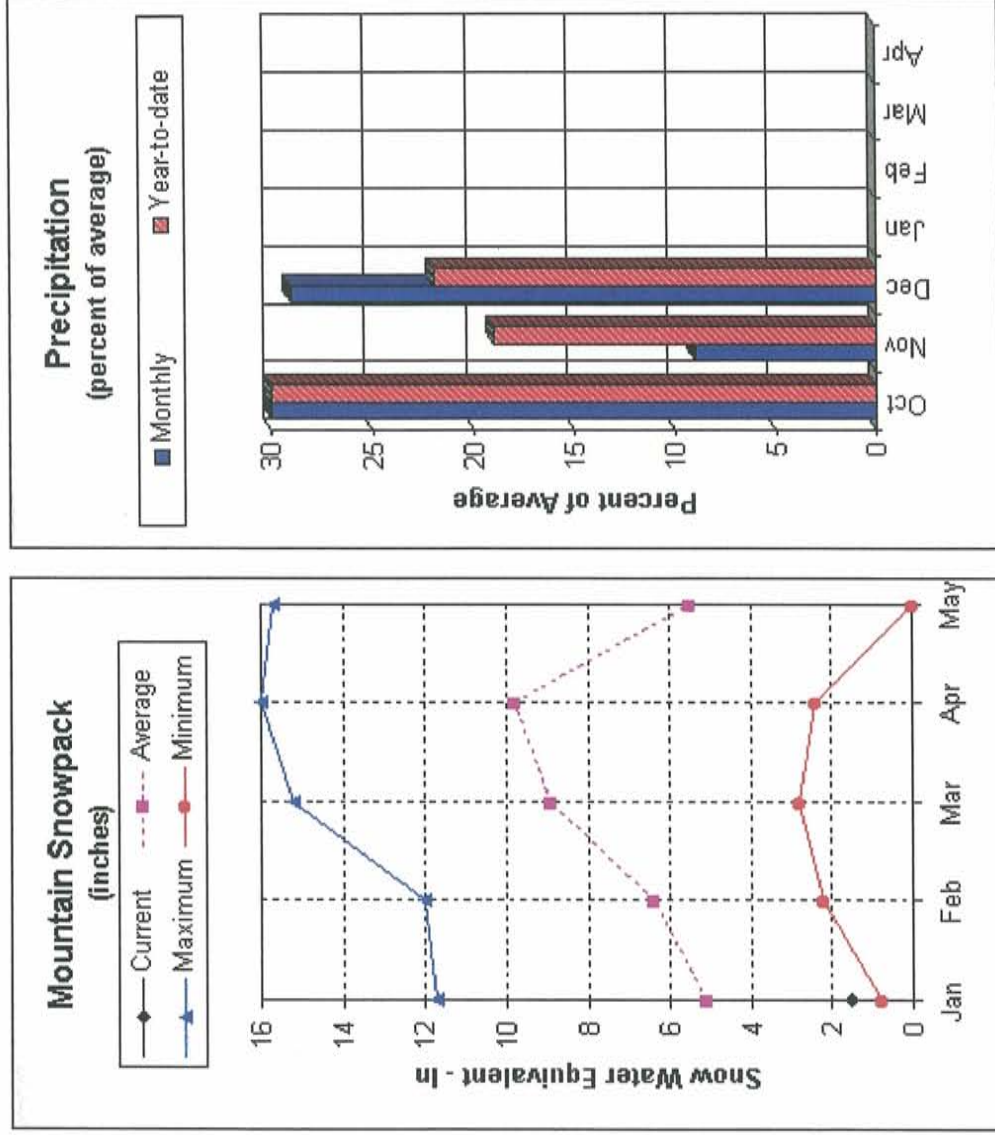 Mountain Snowpack
(inches)
Current
Average
Maximum
Minimum
Snow Water Equivalent - In
16
14
12
10
8
6
4
2
0
Jan
Feb
Mar
Apr
May
Precipitation
(percent of average)
Monthly
Year-to-date
Percent of Average
30
25
20
15
10
5
0
Oct
Nov
Dec
Jan
Feb
Mar
Apr